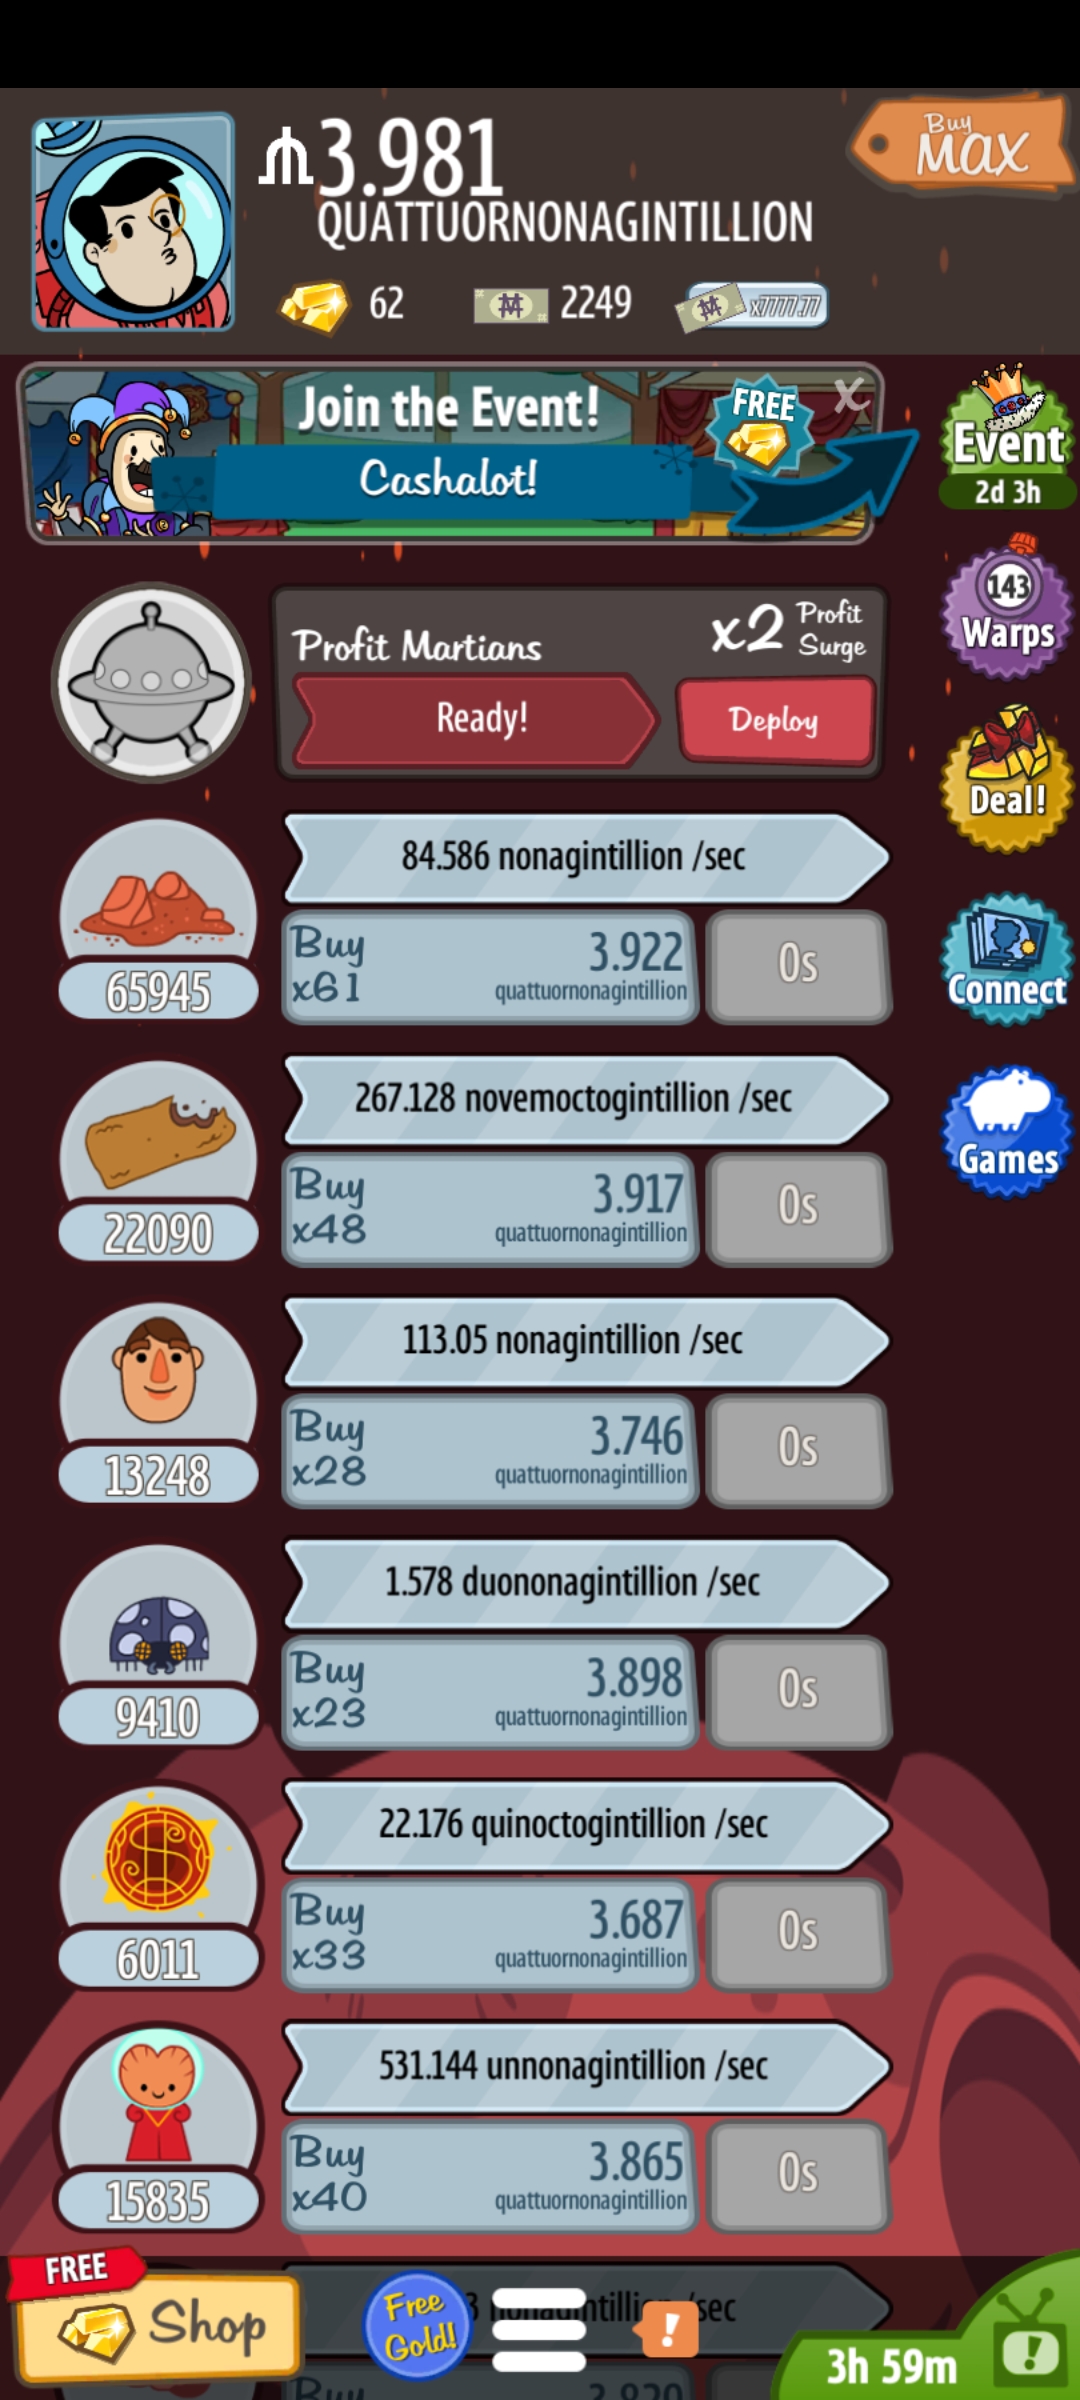 3.981
QUATTUORNONAGINTILLION
Buy
MAX
62
2249
x7777.77
Join the Event!
Cashalot!
FREE
X
Event
2d 3h
143
Warps
Profit Martians
x2 Profit
Surge
Ready!
Deploy
Deal!
84.586 nonagintillion /sec
65945
Buy
x61
3.922
quattuornonagintillion
0s
Connect
267.128 novemoctogintillion /sec
22090
Buy
x48
3.917
quattuornonagintillion
0s
Games
113.05 nonagintillion /sec
13248
Buy
x28
3.746
quattuornonagintillion
0s
1.578 duononagintillion /sec
9410
Buy
x23
3.898
quattuornonagintillion
0s
22.176 quinoctogintillion /sec
6011
Buy
x33
3.687
quattuornonagintillion
0s
531.144 unnonagintillion /sec
15835
Buy
x40
3.865
quattuornonagintillion
0s
FREE
Shop
Free
Gold!
/sec
!
3h 59m
!
Buy
3.820